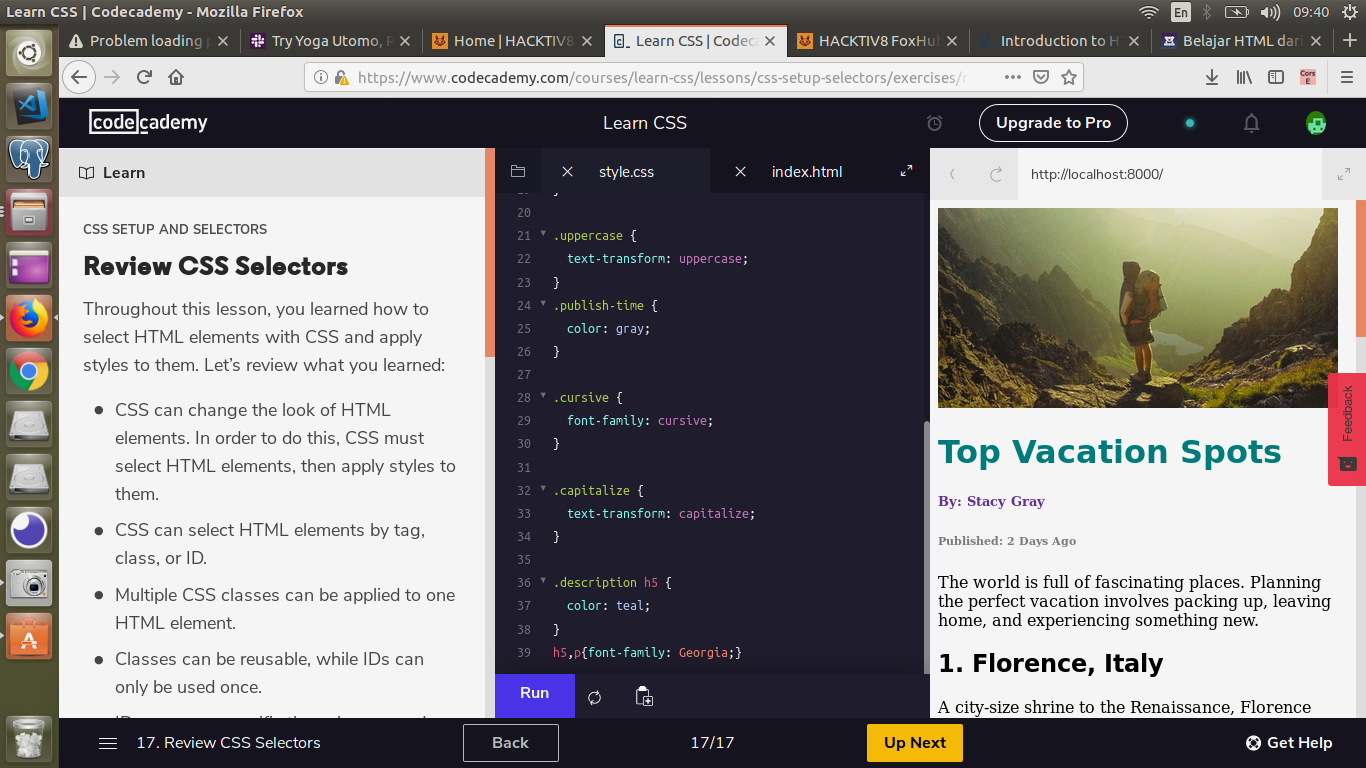 Learn CSS | Codecademy - Mozilla Firefox
En
09:40
Problem loading p
Try Yoga Utomo, R
Home | HACKTIV8
Learn CSS | Codec
HACKTIV8 FoxHu
Introduction to H
Belajar HTML dari
https://www.codecademy.com/courses/learn-css/lessons/css-setup-selectors/exercises/r
Cors
E
codecademy
Learn CSS
Upgrade to Pro
Learn
style.css
index.html
http://localhost:8000/
CSS SETUP AND SELECTORS
Review CSS Selectors
Throughout this lesson, you learned how to
select HTML elements with CSS and apply
styles to them. Let's review what you learned:
• CSS can change the look of HTML
elements. In order to do this, CSS must
select HTML elements, then apply styles to
them.
• CSS can select HTML elements by tag,
class, or ID.
• Multiple CSS classes can be applied to one
HTML element.
• Classes can be reusable, while IDs can
only be used once.
20
21 .uppercase {
22 text-transform: uppercase;
23 }
24 .publish-time {
25 color: gray;
26 }
27
28 .cursive {
29 font-family: cursive;
30 }
31
32 .capitalize {
33 text-transform: capitalize;
34 }
35
36 .description h5 {
37 color: teal;
38 }
39 h5,p{font-family: Georgia;}
Run
Top Vacation Spots
By: Stacy Gray
Published: 2 Days Ago
The world is full of fascinating places. Planning
the perfect vacation involves packing up, leaving
home, and experiencing something new.
1. Florence, Italy
A city-size shrine to the Renaissance, Florence
Feedback
17. Review CSS Selectors
Back
17/17
Up Next
Get Help